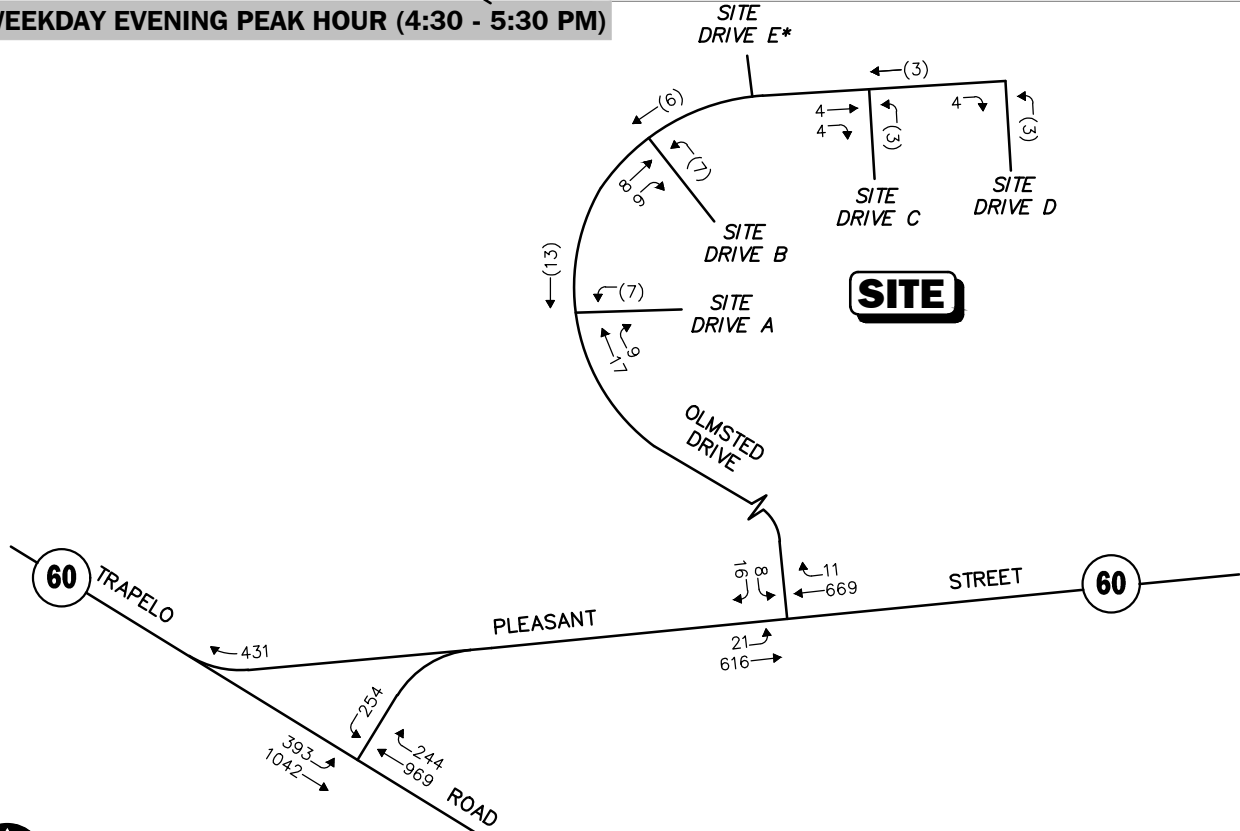 WEEKDAY EVENING PEAK HOUR (4:30 - 5:30 PM)
SITE
DRIVE E*
(3)
(6)
4
4
4
(3)
(3)
(7)
8
9
SITE
DRIVE C
SITE
DRIVE D
SITE
DRIVE B
(13)
(7)
SITE
DRIVE A
SITE
9
17
OLMSTED
DRIVE
60
TRAPELO
16
8
11
669
STREET
60
PLEASANT
21
616
431
254
393
1042
244
969
ROAD